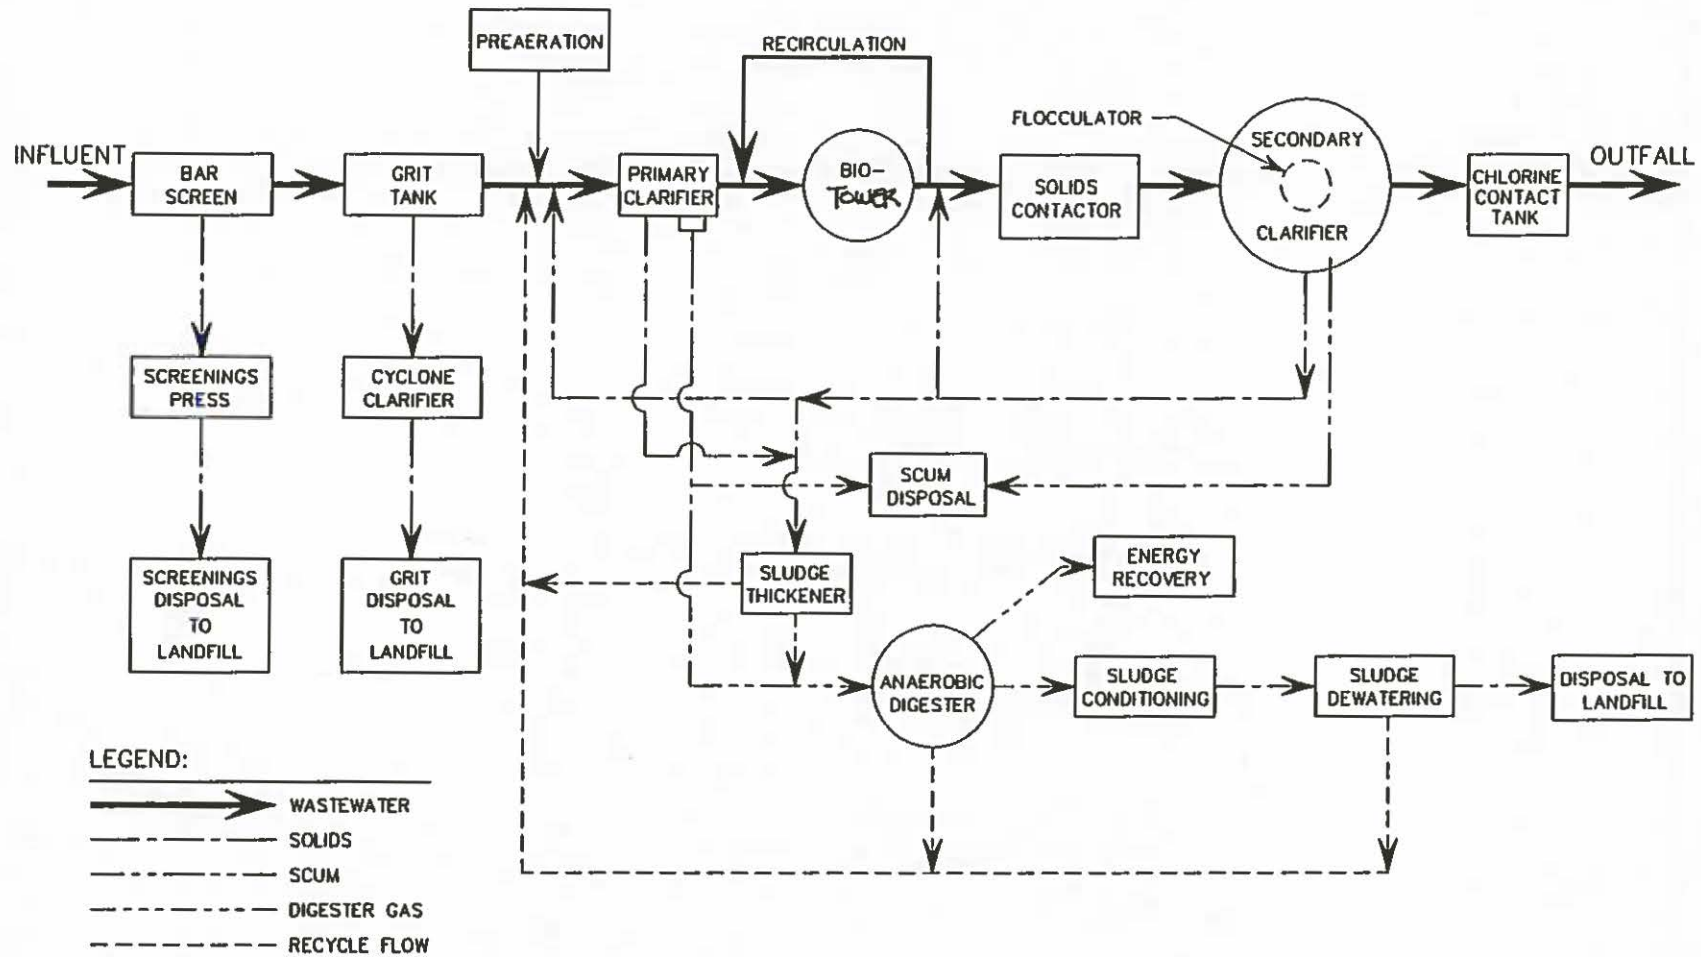 PREAERATION
RECIRCULATION
FLOCCULATOR
INFLUENT
BAR
SCREEN
GRIT
TANK
PRIMARY
CLARIFIER
BIO-
TOWER
SOLIDS
CONTACTOR
SECONDARY
CLARIFIER
CHLORINE
CONTACT
TANK
OUTFALL
SCREENINGS
PRESS
CYCLONE
CLARIFIER
SCUM
DISPOSAL
SCREENINGS
DISPOSAL
TO
LANDFILL
GRIT
DISPOSAL
TO
LANDFILL
SLUDGE
THICKENER
ENERGY
RECOVERY
ANAEROBIC
DIGESTER
SLUDGE
CONDITIONING
SLUDGE
DEWATERING
DISPOSAL TO
LANDFILL
LEGEND:
WASTEWATER
SOLIDS
SCUM
DIGESTER GAS
RECYCLE FLOW